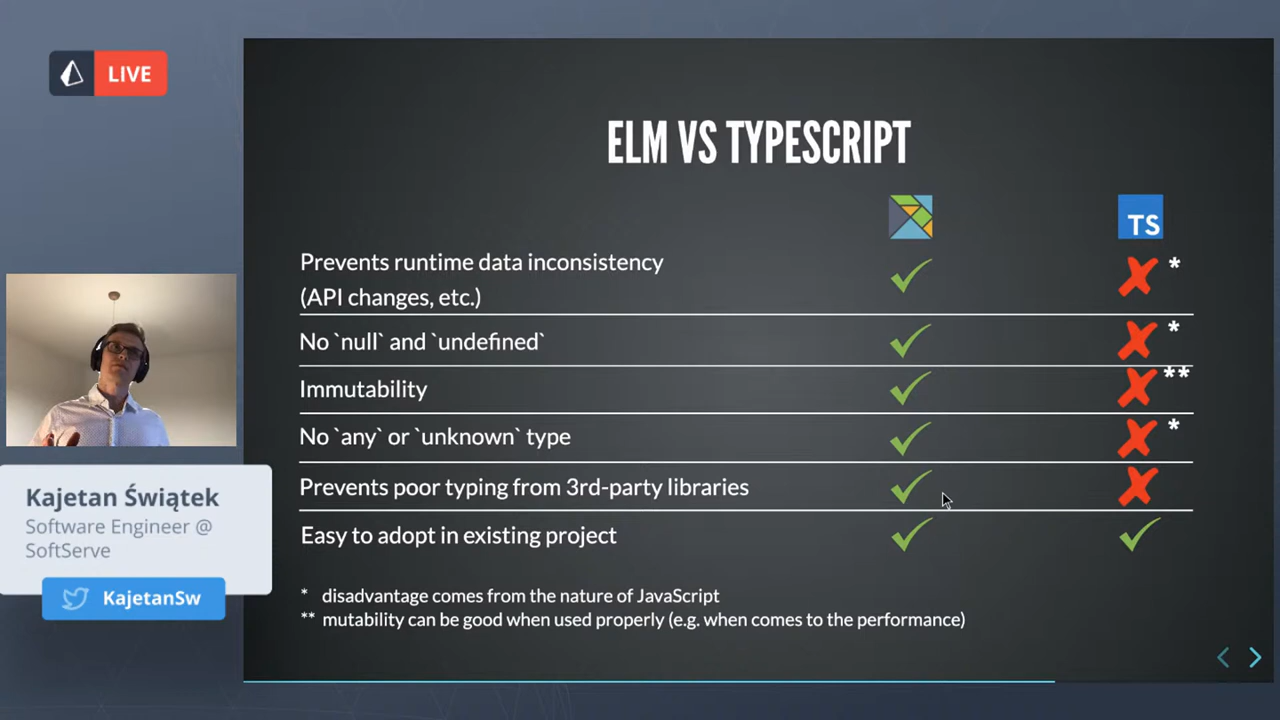 LIVE
ELM VS TYPESCRIPT
TS
Prevents runtime data inconsistency
(API changes, etc.)
*
No `null` and `undefined`
*
Immutability
**
No `any` or `unknown` type
*
Prevents poor typing from 3rd-party libraries
Easy to adopt in existing project
* disadvantage comes from the nature of JavaScript
** mutability can be good when used properly (e.g. when comes to the performance)
Kajetan Świątek
Software Engineer @
SoftServe
KajetanSw